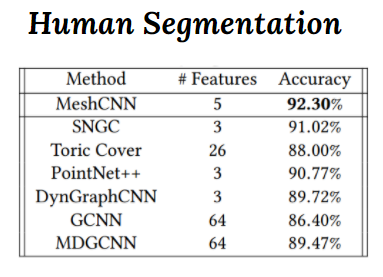 Human Segmentation
Method # Features Accuracy
MeshCNN 5 92.30%
SNGC 3 91.02%
Toric Cover 26 88.00%
PointNet++ 3 90.77%
DynGraphCNN 3 89.72%
GCNN 64 86.40%
MDGCNN 64 89.47%